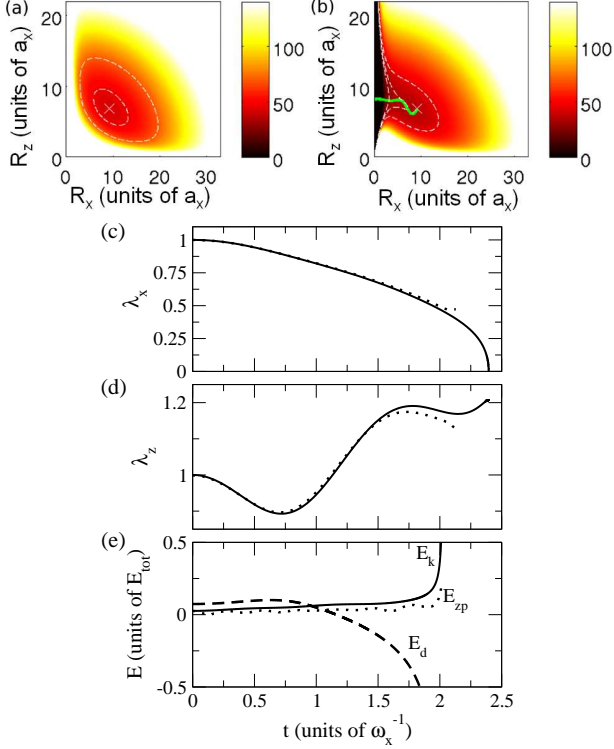 (a)
(b)
20
10
0
R_z (units of a_x)
0 10 20 30
R_x (units of a_x)
100
50
0
20
10
0
R_z (units of a_x)
0 10 20 30
R_x (units of a_x)
100
50
0
(c)
1
0.75
0.5
0.25
0
λ_x
(d)
1.2
1
λ_z
(e)
0.5
0
-0.5
E (units of E_tot)
E_k
E_zp
E_d
0 0.5 1 1.5 2 2.5
t (units of ω_x^-1)